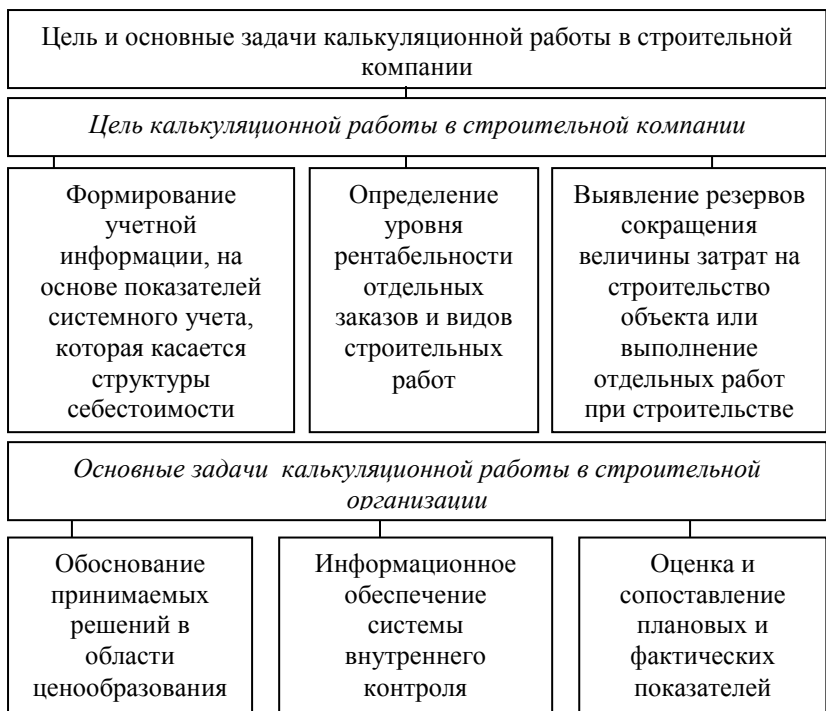 Цель и основные задачи калькуляционной работы в строительной
компании
Цель калькуляционной работы в строительной компании
Формирование
учетной
информации, на
основе показателей
системного учета,
которая касается
структуры
себестоимости
Определение
уровня
рентабельности
отдельных
заказов и видов
строительных
работ
Выявление резервов
сокращения
величины затрат на
строительство
объекта или
выполнение
отдельных работ
при строительстве
Основные задачи калькуляционной работы в строительной
организации
Обоснование
принимаемых
решений в
области
ценообразования
Информационное
обеспечение
системы
внутреннего
контроля
Оценка и
сопоставление
плановых и
фактических
показателей